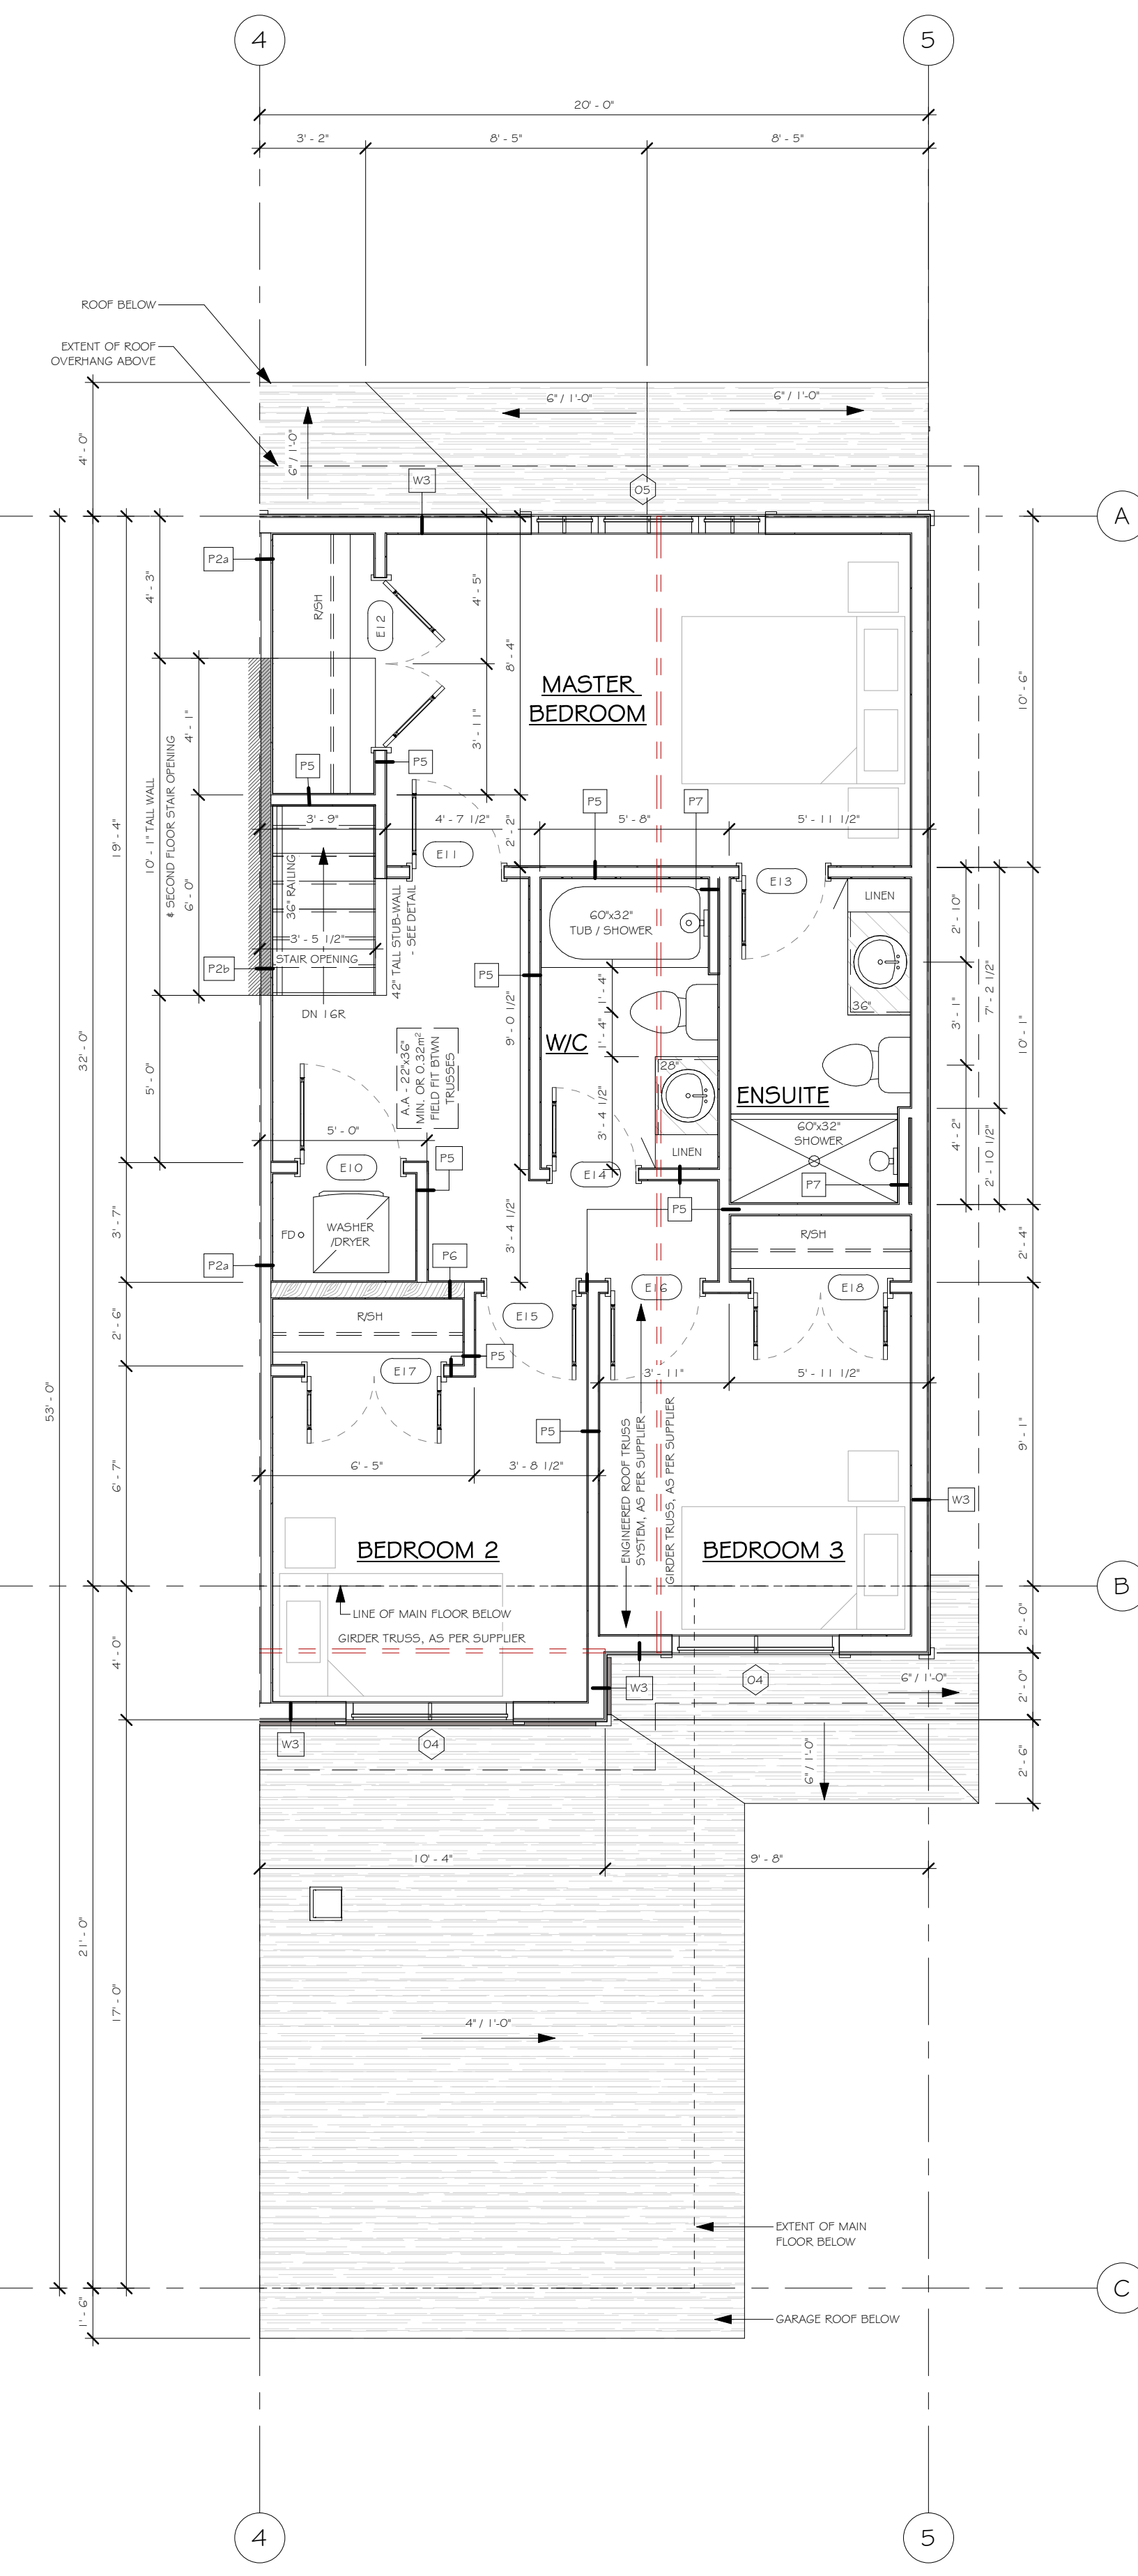 4
5
20' - 0"
3' - 2"
8' - 5"
8' - 5"
ROOF BELOW
EXTENT OF ROOF
OVERHANG ABOVE
6" / 1'-0"
6" / 1'-0"
6" / 1'-0"
4' - 0"
W3
05
A
P2a
4' - 3"
R/SH
E12
4' - 5"
8' - 4"
MASTER
BEDROOM
10' - 6"
4' - 1"
3' - 11"
P5
P5
P5
P7
10' - 1" TALL WALL
¢ SECOND FLOOR STAIR OPENING
19' - 4"
3' - 9"
4' - 7 1/2"
2' - 2"
5' - 8"
5' - 11 1/2"
E11
E13
6' - 0"
36" RAILING
42" TALL STUB-WALL
- SEE DETAIL
60"x32"
TUB / SHOWER
LINEN
2' - 10"
3' - 5 1/2"
STAIR OPENING
P2b
P5
36"
DN 16R
9' - 0 1/2"
1' - 4"
1' - 4"
W/C
3' - 1"
7' - 2 1/2"
10' - 1"
32' - 0"
5' - 0"
A.A - 22"x36"
MIN. OR 0.32m²
FIELD FIT BTWN
TRUSSES
28"
ENSUITE
3' - 4 1/2"
60"x32"
SHOWER
4' - 2"
5' - 0"
P5
LINEN
E10
E14
P7
2' - 10 1/2"
3' - 7"
FD
WASHER
/DRYER
P5
3' - 4 1/2"
R/SH
2' - 4"
P2a
P6
E15
E16
E18
R/SH
2' - 6"
P5
E17
3' - 11"
5' - 11 1/2"
53' - 0"
P5
ENGINEERED ROOF TRUSS
SYSTEM, AS PER SUPPLIER
GIRDER TRUSS, AS PER SUPPLIER
9' - 1"
6' - 7"
6' - 5"
3' - 8 1/2"
W3
BEDROOM 2
BEDROOM 3
B
LINE OF MAIN FLOOR BELOW
GIRDER TRUSS, AS PER SUPPLIER
4' - 0"
2' - 0"
W3
04
6" / 1'-0"
2' - 0"
W3
04
6" / 1'-0"
2' - 6"
10' - 4"
9' - 8"
21' - 0"
17' - 0"
4" / 1'-0"
EXTENT OF MAIN
FLOOR BELOW
C
1' - 6"
GARAGE ROOF BELOW
4
5